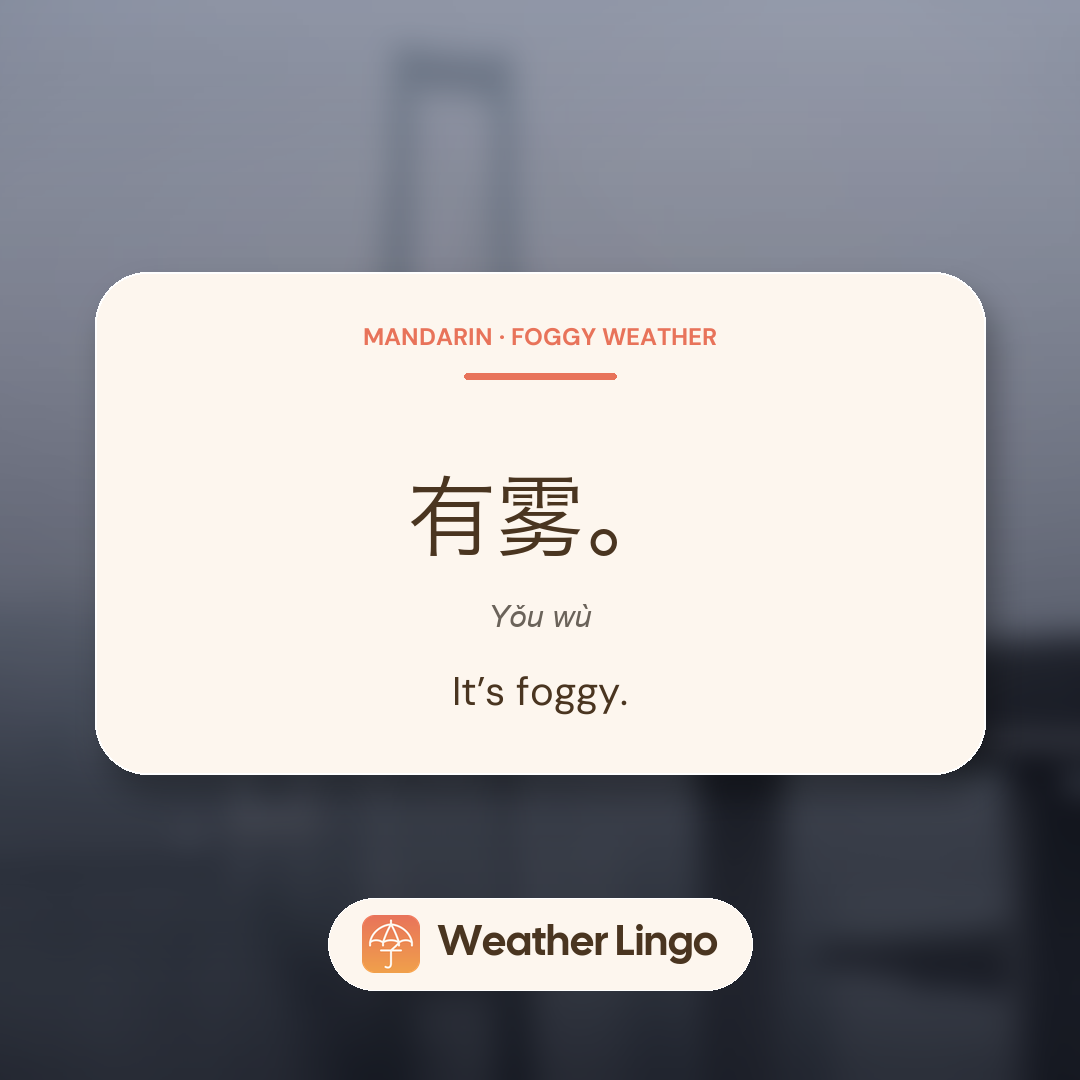 MANDARIN · FOGGY WEATHER
有雾。
Yǒu wù
It’s foggy.
Weather Lingo